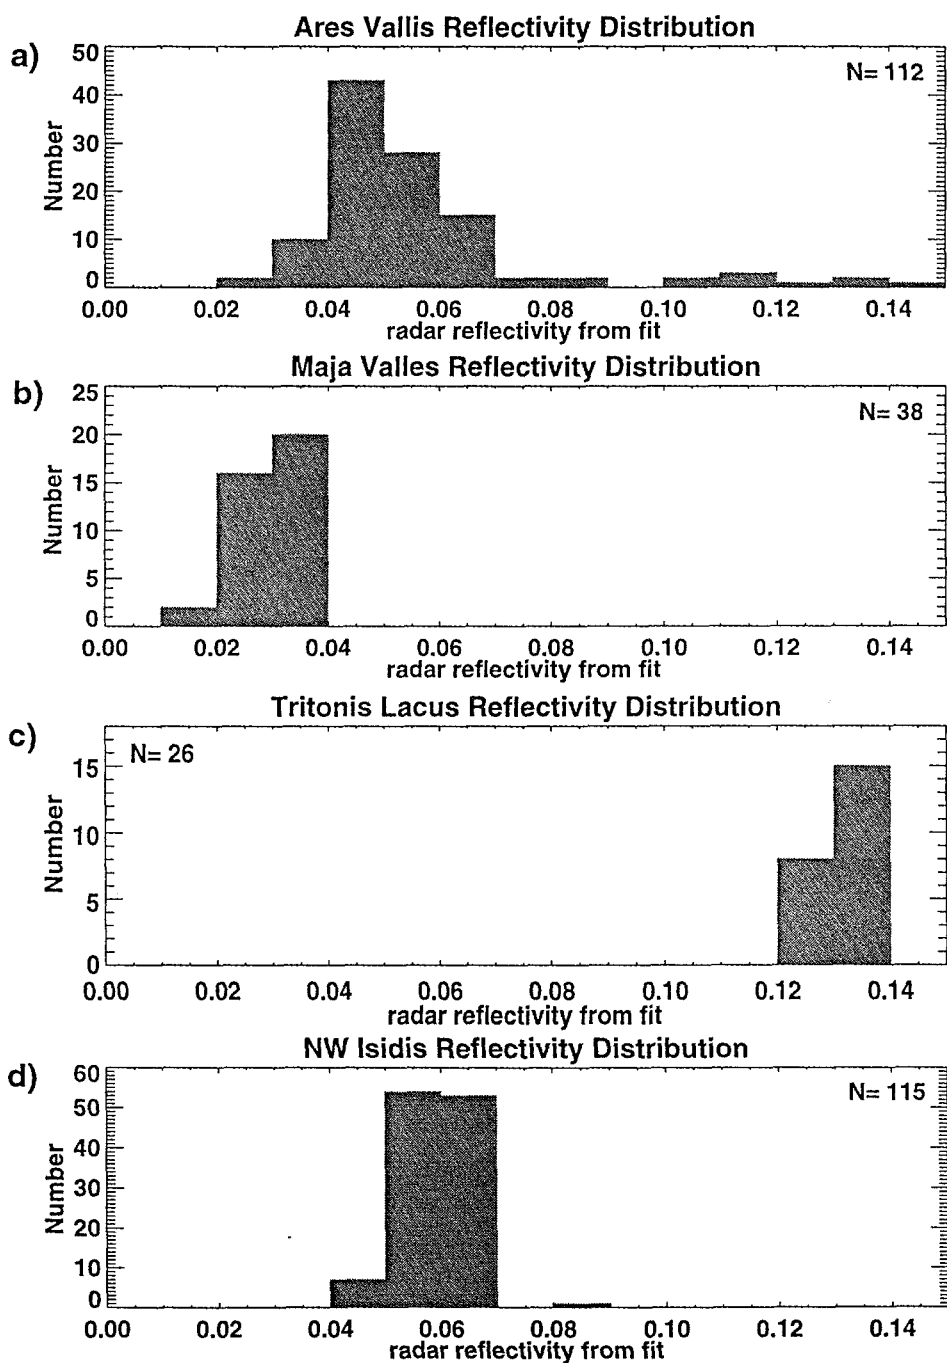 Ares Vallis Reflectivity Distribution
a)
N= 112
50
40
30
20
10
0
Number
0.00 0.02 0.04 0.06 0.08 0.10 0.12 0.14
radar reflectivity from fit
Maja Valles Reflectivity Distribution
b)
N= 38
25
20
15
10
5
0
Number
0.00 0.02 0.04 0.06 0.08 0.10 0.12 0.14
radar reflectivity from fit
Tritonis Lacus Reflectivity Distribution
c)
N= 26
15
10
5
0
Number
0.00 0.02 0.04 0.06 0.08 0.10 0.12 0.14
radar reflectivity from fit
NW Isidis Reflectivity Distribution
d)
N= 115
60
50
40
30
20
10
0
Number
0.00 0.02 0.04 0.06 0.08 0.10 0.12 0.14
radar reflectivity from fit